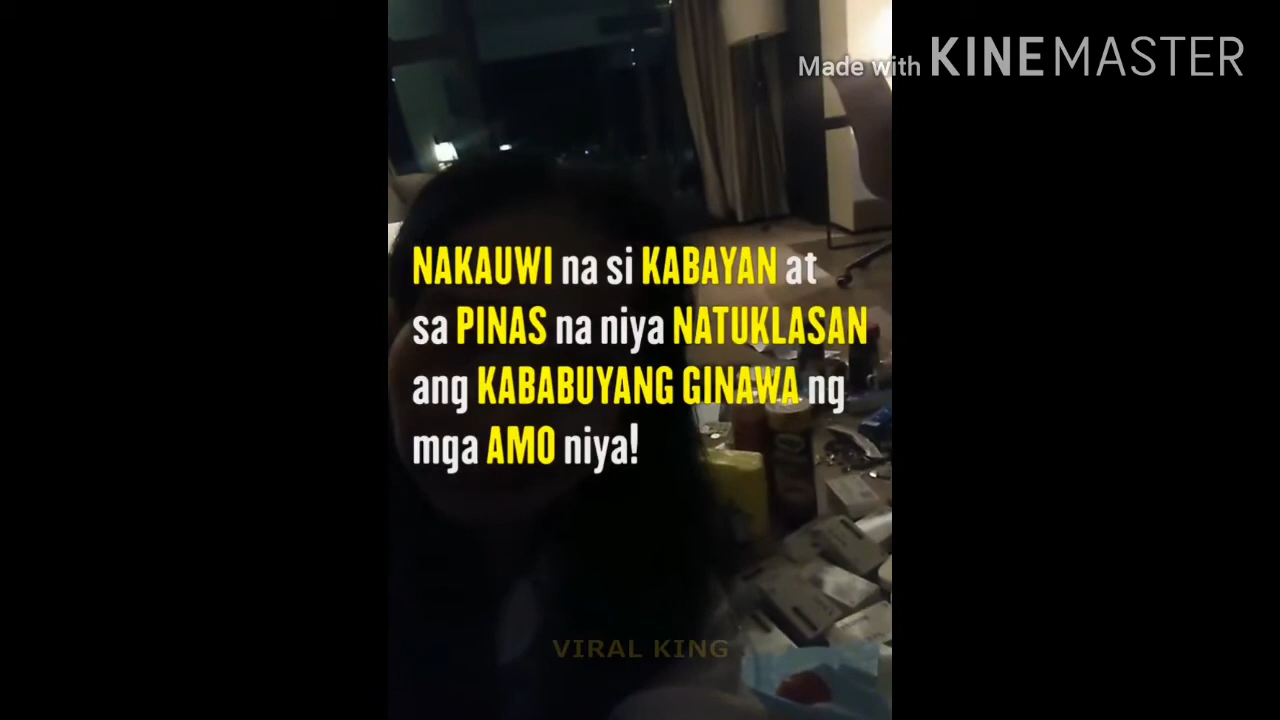 Made with KINEMASTER
NAKAUWI na si KABAYAN at
sa PINAS na niya NATUKLASAN
ang KABABUYANG GINAWA ng
mga AMO niya!
VIRAL KING